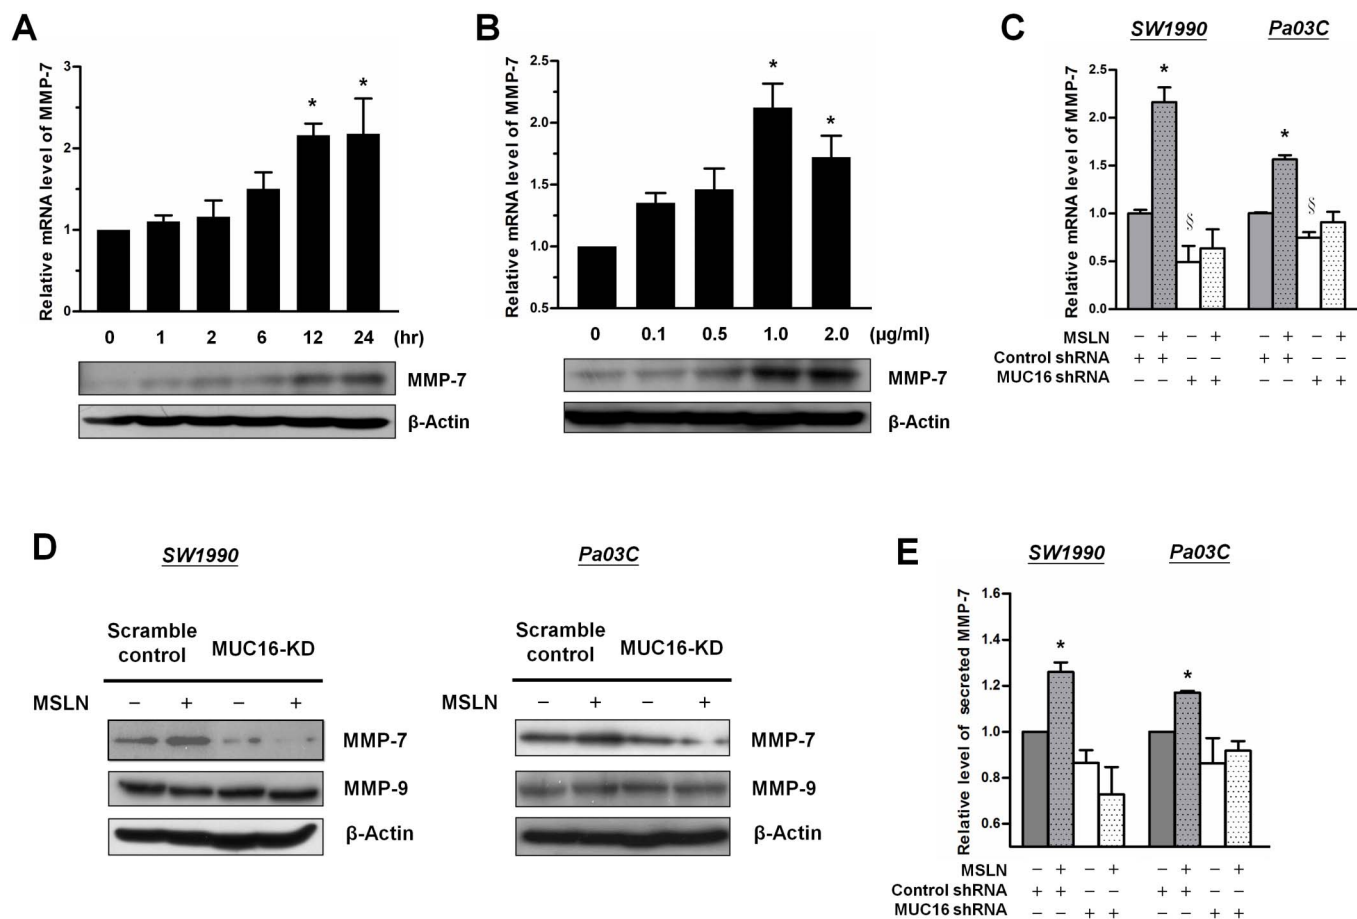 A
Relative mRNA level of MMP-7
3
2
1
0
* *
0 1 2 6 12 24 (hr)
MMP-7
β-Actin
B
Relative mRNA level of MMP-7
2.5
2.0
1.5
1.0
0.5
* *
0 0.1 0.5 1.0 2.0 (μg/ml)
MMP-7
β-Actin
C
SW1990 Pa03C
Relative mRNA level of MMP-7
2.5
2.0
1.5
1.0
0.5
0.0
* § * §
MSLN − + − + − + − +
Control shRNA + + − − + + − −
MUC16 shRNA − − + + − − + +
D
SW1990
Scramble
control MUC16-KD
MSLN − + − +
MMP-7
MMP-9
β-Actin
Pa03C
Scramble
control MUC16-KD
MSLN − + − +
MMP-7
MMP-9
β-Actin
E
SW1990 Pa03C
Relative level of secreted MMP-7
1.6
1.4
1.2
1.0
0.8
0.6
* *
MSLN − + − + − + − +
Control shRNA + + − − + + − −
MUC16 shRNA − − + + − − + +